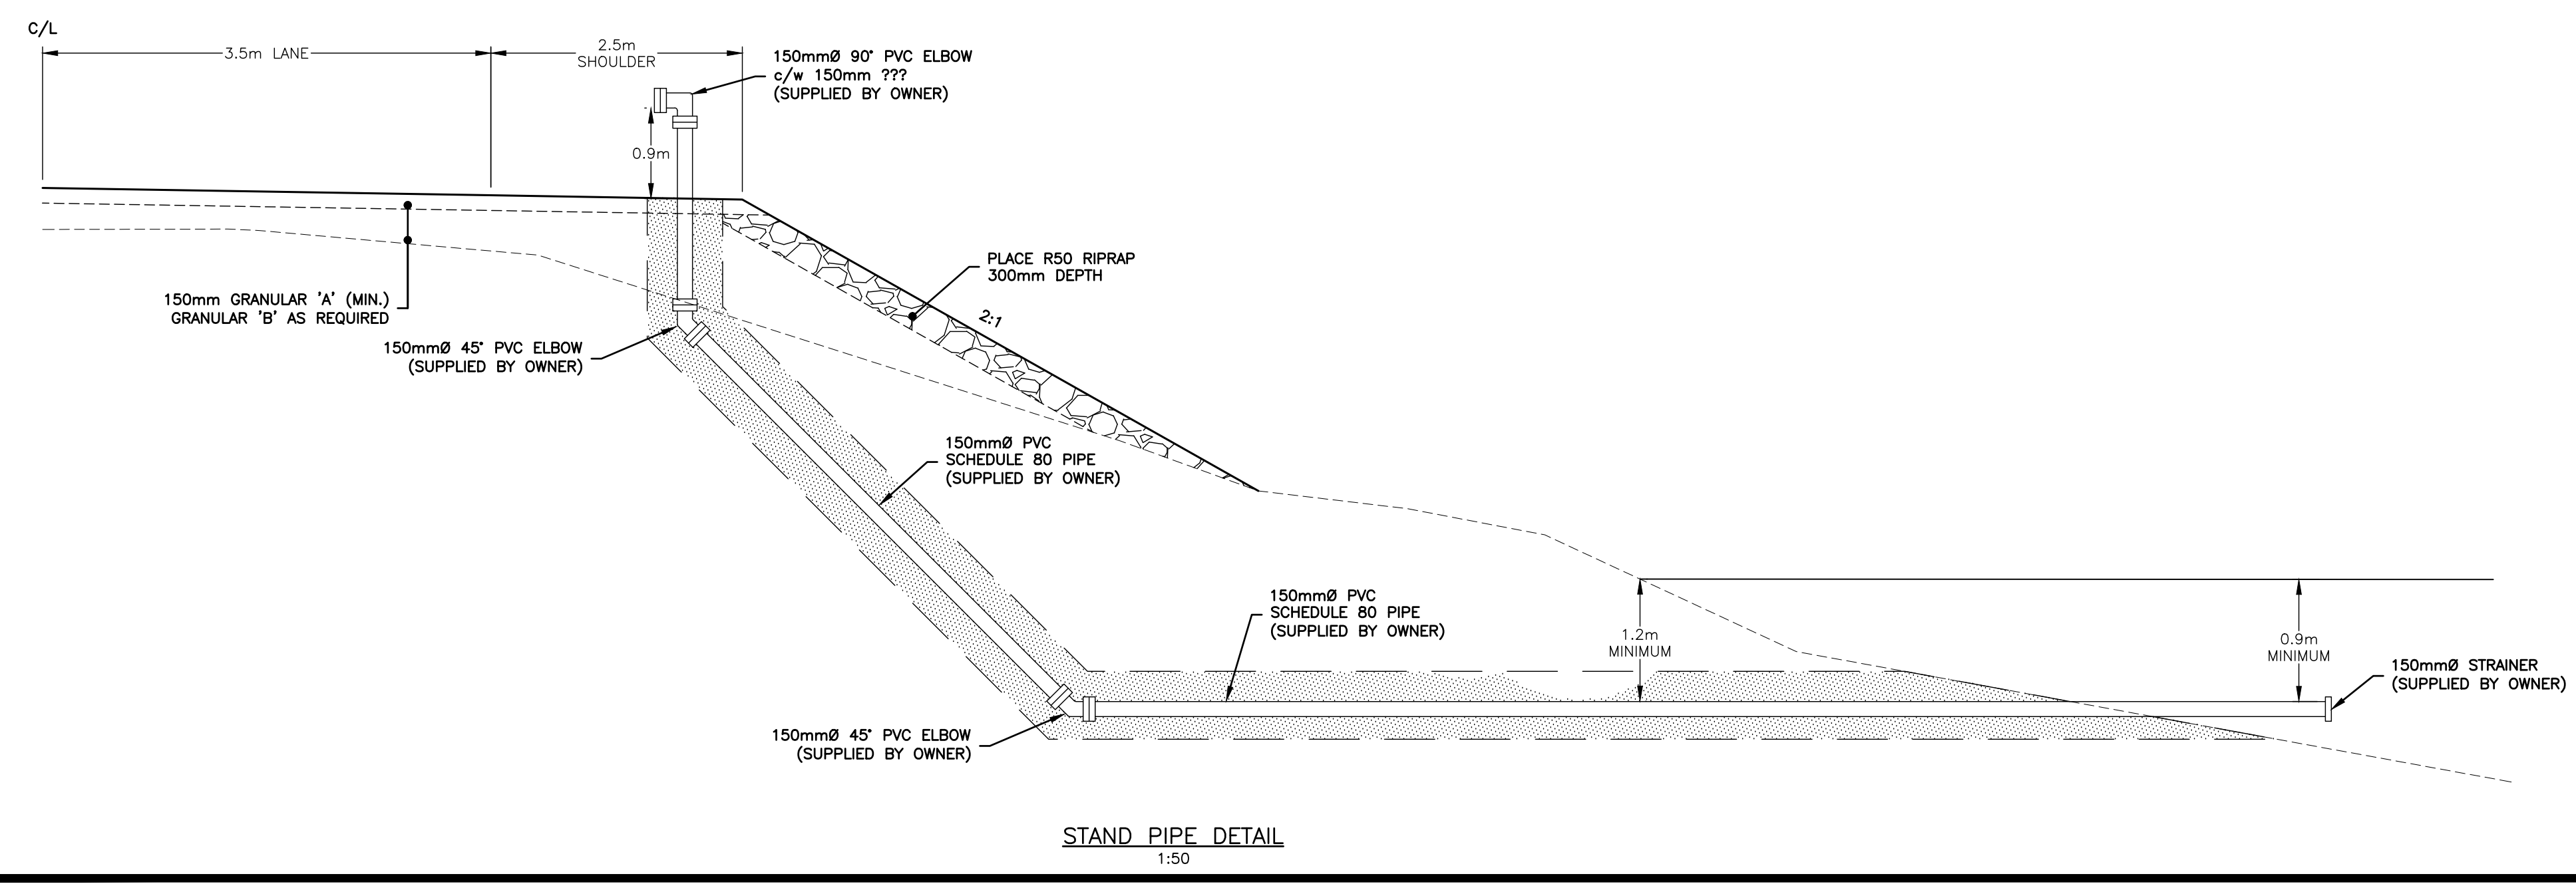 C/L
3.5m LANE
2.5m
SHOULDER
150mmØ 90° PVC ELBOW
c/w 150mm ???
(SUPPLIED BY OWNER)
0.9m
150mm GRANULAR 'A' (MIN.)
GRANULAR 'B' AS REQUIRED
PLACE R50 RIPRAP
300mm DEPTH
2:1
150mmØ 45° PVC ELBOW
(SUPPLIED BY OWNER)
150mmØ PVC
SCHEDULE 80 PIPE
(SUPPLIED BY OWNER)
150mmØ PVC
SCHEDULE 80 PIPE
(SUPPLIED BY OWNER)
1.2m
MINIMUM
0.9m
MINIMUM
150mmØ STRAINER
(SUPPLIED BY OWNER)
150mmØ 45° PVC ELBOW
(SUPPLIED BY OWNER)
STAND PIPE DETAIL
1:50